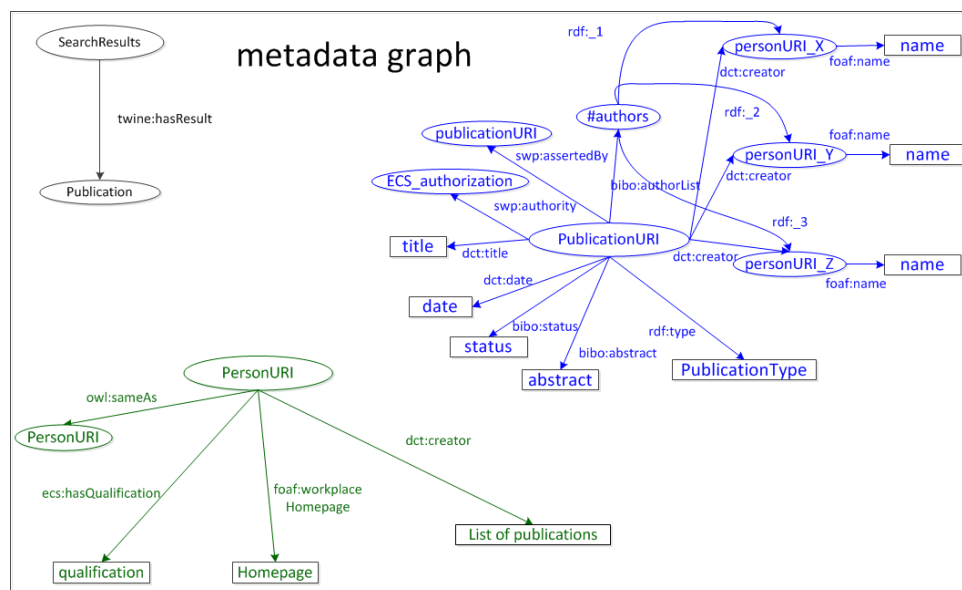 SearchResults
metadata graph
twine:hasResult
Publication
rdf:_1
personURI_X
name
foaf:name
dct:creator
#authors
rdf:_2
publicationURI
swp:assertedBy
foaf:name
personURI_Y
name
ECS_authorization
bibo:authorList
dct:creator
swp:authority
rdf:_3
PublicationURI
title
dct:title
dct:creator
personURI_Z
name
foaf:name
dct:date
date
bibo:status
rdf:type
status
bibo:abstract
abstract
PublicationType
PersonURI
owl:sameAs
PersonURI
dct:creator
ecs:hasQualification
foaf:workplace
Homepage
List of publications
qualification
Homepage